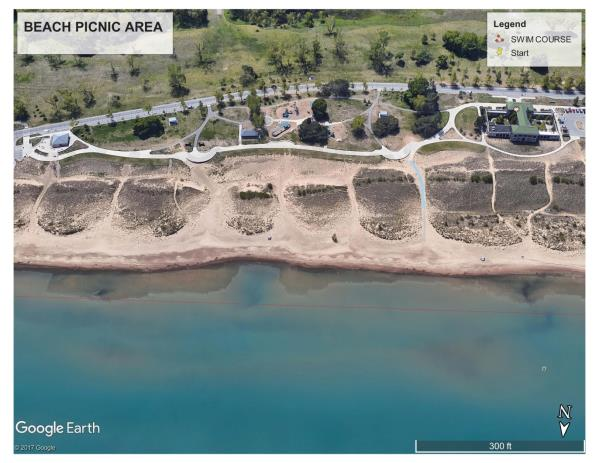 BEACH PICNIC AREA
Legend
SWIM COURSE
Start
Google Earth
© 2017 Google
N
300 ft